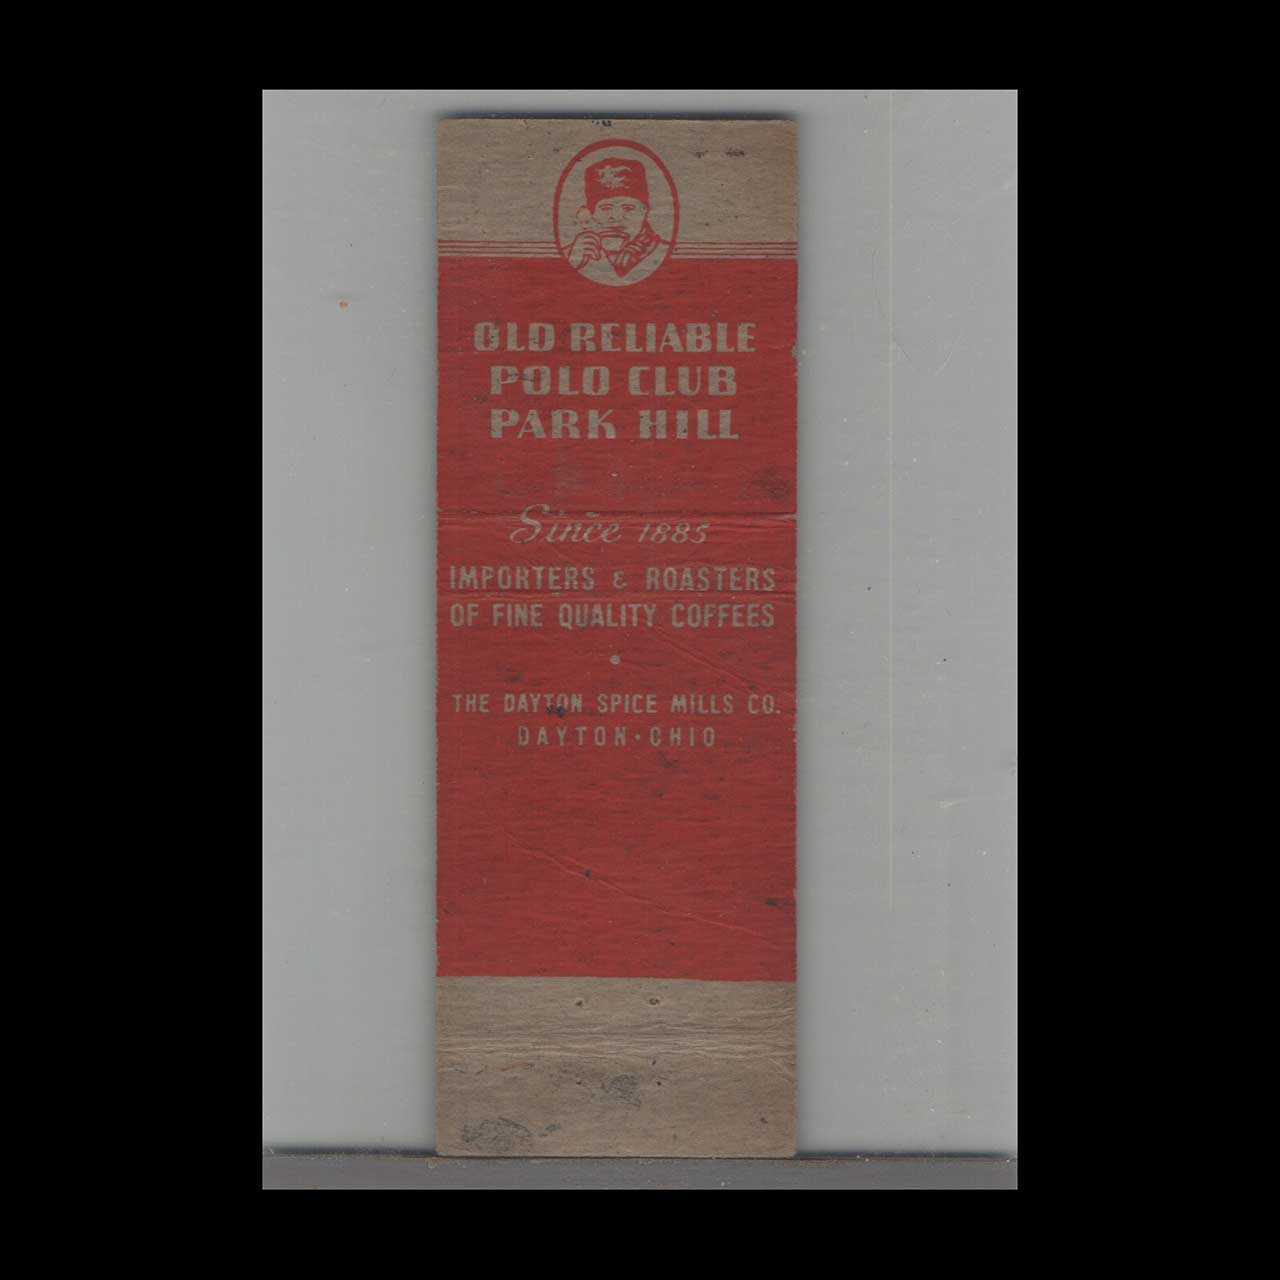 OLD RELIABLE
POLO CLUB
PARK HILL
Since 1885
IMPORTERS & ROASTERS
OF FINE QUALITY COFFEES
THE DAYTON SPICE MILLS CO.
DAYTON • OHIO